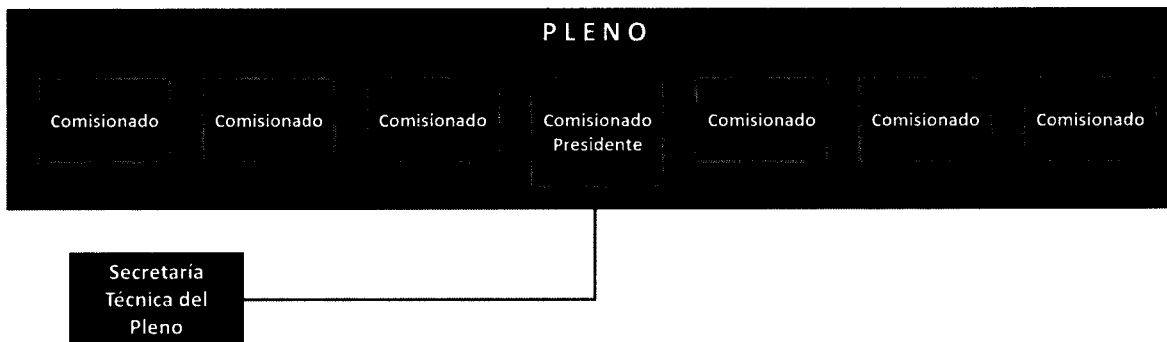 PLENO
Comisionado Comisionado Comisionado Comisionado Comisionado Comisionado Comisionado
Presidente
Secretaría
Técnica del
Pleno